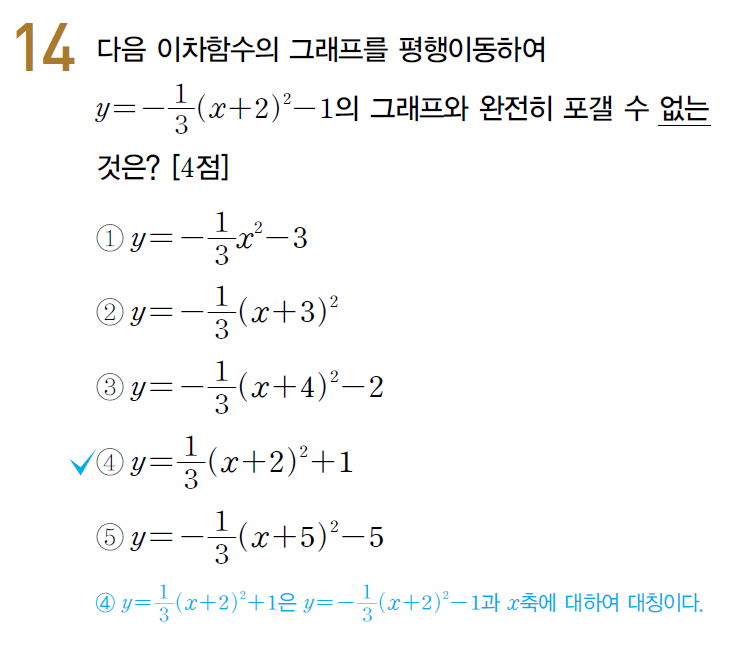 14 다음 이차함수의 그래프를 평행이동하여
y=-1/3(x+2)²-1의 그래프와 완전히 포갤 수 없는
것은? [4점]
① y=-1/3x²-3
② y=-1/3(x+3)²
③ y=-1/3(x+4)²-2
④ y=1/3(x+2)²+1
⑤ y=-1/3(x+5)²-5
④ y=1/3(x+2)²+1은 y=-1/3(x+2)²-1과 x축에 대하여 대칭이다.